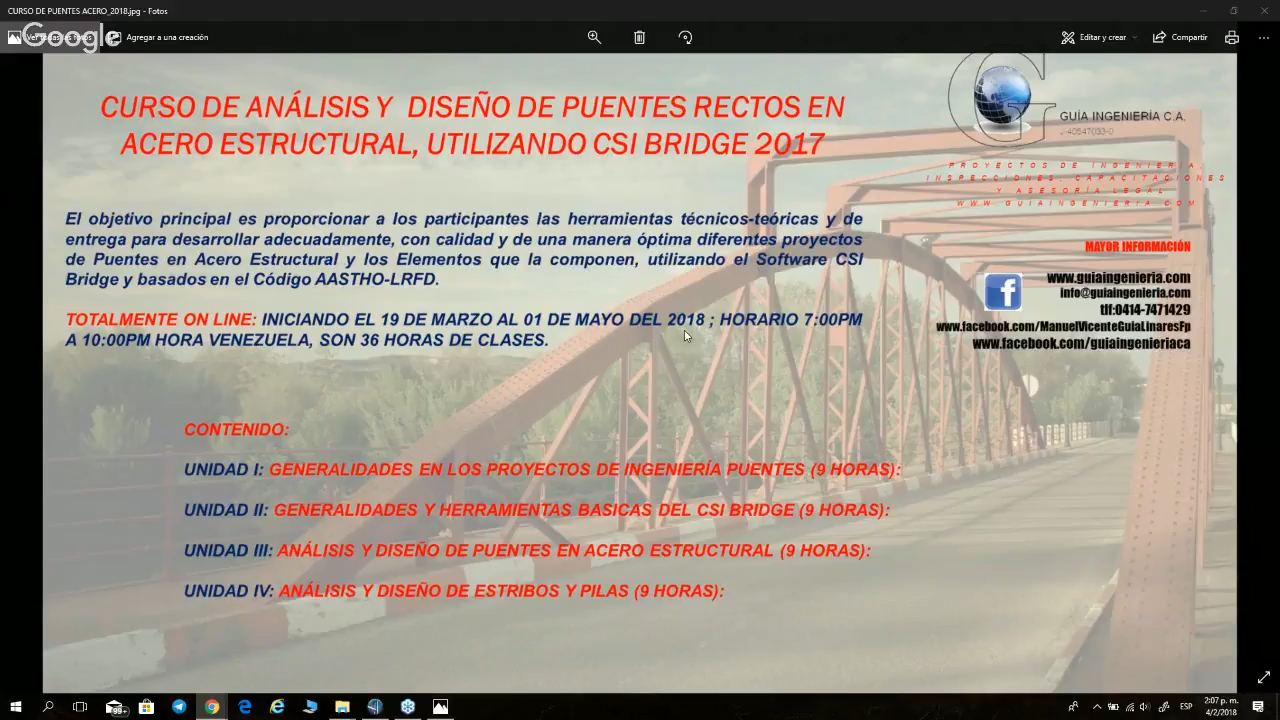 CURSO DE PUENTES ACERO_2018.jpg - Fotos
Google
Agregar a una creación
Editar y crear
Compartir
CURSO DE ANÁLISIS Y DISEÑO DE PUENTES RECTOS EN
ACERO ESTRUCTURAL, UTILIZANDO CSI BRIDGE 2017
G
GUÍA INGENIERÍA C.A.
J-40547033-0
PROYECTOS DE INGENIERÍA,
INSPECCIONES, CAPACITACIONES
Y ASESORÍA LEGAL
WWW.GUIAINGENIERIA.COM
El objetivo principal es proporcionar a los participantes las herramientas técnicos-teóricas y de
entrega para desarrollar adecuadamente, con calidad y de una manera óptima diferentes proyectos
de Puentes en Acero Estructural y los Elementos que la componen, utilizando el Software CSI
Bridge y basados en el Código AASTHO-LRFD.
MAYOR INFORMACIÓN
www.guiaingenieria.com
info@guiaingenieria.com
tlf:0414-7471429
www.facebook.com/ManuelVicenteGuiaLinaresFp
www.facebook.com/guiaingenieriaca
TOTALMENTE ON LINE: INICIANDO EL 19 DE MARZO AL 01 DE MAYO DEL 2018 ; HORARIO 7:00PM
A 10:00PM HORA VENEZUELA, SON 36 HORAS DE CLASES.
CONTENIDO:
UNIDAD I: GENERALIDADES EN LOS PROYECTOS DE INGENIERÍA PUENTES (9 HORAS):
UNIDAD II: GENERALIDADES Y HERRAMIENTAS BASICAS DEL CSI BRIDGE (9 HORAS):
UNIDAD III: ANÁLISIS Y DISEÑO DE PUENTES EN ACERO ESTRUCTURAL (9 HORAS):
UNIDAD IV: ANÁLISIS Y DISEÑO DE ESTRIBOS Y PILAS (9 HORAS):
99+
ESP
2:07 p. m.
4/2/2018